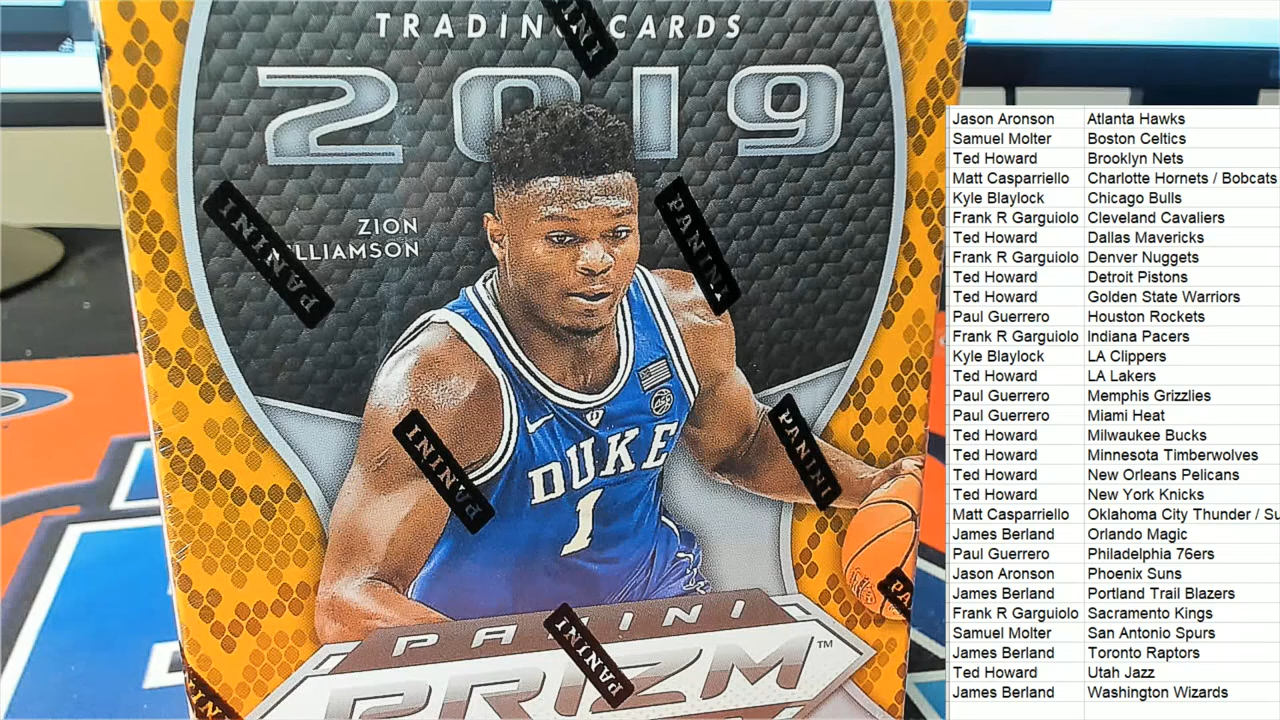 TRADING CARDS
2019
ZION
WILLIAMSON
PANINI
PANINI
PANINI
PANINI
PANINI
DUKE
1
PANINI
PRIZM™
Jason Aronson Atlanta Hawks
Samuel Molter Boston Celtics
Ted Howard Brooklyn Nets
Matt Casparriello Charlotte Hornets / Bobcats
Kyle Blaylock Chicago Bulls
Frank R Garguiolo Cleveland Cavaliers
Ted Howard Dallas Mavericks
Frank R Garguiolo Denver Nuggets
Ted Howard Detroit Pistons
Ted Howard Golden State Warriors
Paul Guerrero Houston Rockets
Frank R Garguiolo Indiana Pacers
Kyle Blaylock LA Clippers
Ted Howard LA Lakers
Paul Guerrero Memphis Grizzlies
Paul Guerrero Miami Heat
Ted Howard Milwaukee Bucks
Ted Howard Minnesota Timberwolves
Ted Howard New Orleans Pelicans
Ted Howard New York Knicks
Matt Casparriello Oklahoma City Thunder / Su
James Berland Orlando Magic
Paul Guerrero Philadelphia 76ers
Jason Aronson Phoenix Suns
James Berland Portland Trail Blazers
Frank R Garguiolo Sacramento Kings
Samuel Molter San Antonio Spurs
James Berland Toronto Raptors
Ted Howard Utah Jazz
James Berland Washington Wizards